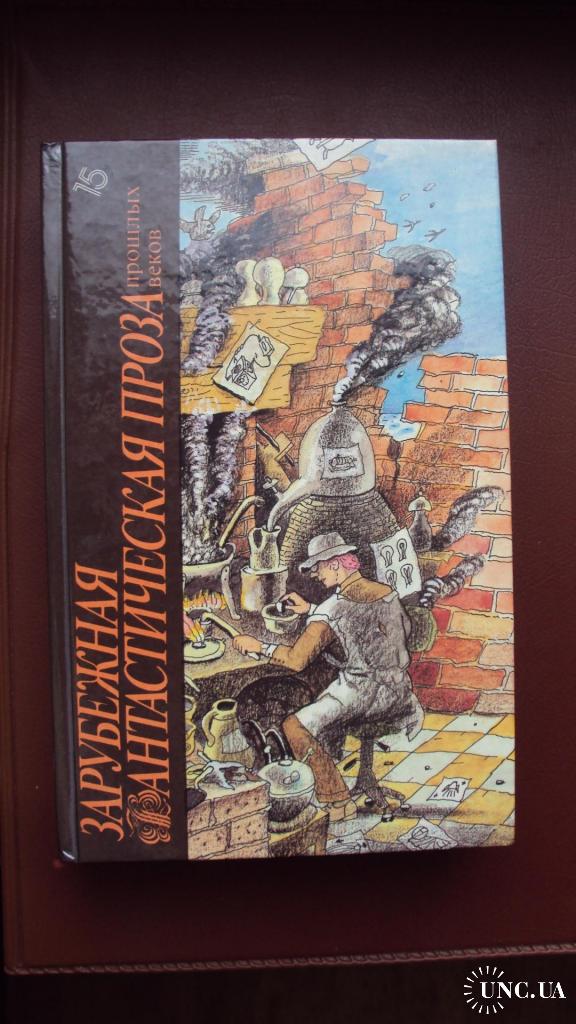 15
ЗАРУБЕЖНАЯ
ФАНТАСТИЧЕСКАЯ ПРОЗА
прошлых
веков
UNC.UA